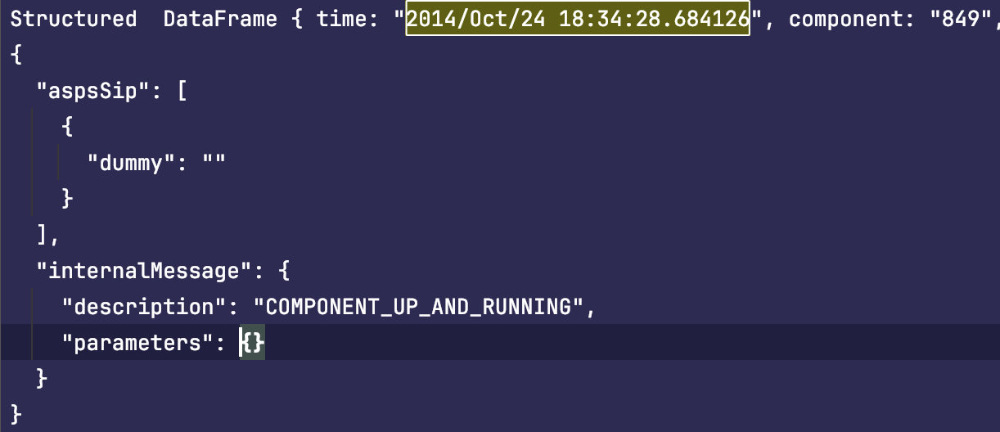 Structured  DataFrame { time: "2014/Oct/24 18:34:28.684126", component: "849",
{
  "aspsSip": [
    {
      "dummy": ""
    }
  ],
  "internalMessage": {
    "description": "COMPONENT_UP_AND_RUNNING",
    "parameters": {}
  }
}